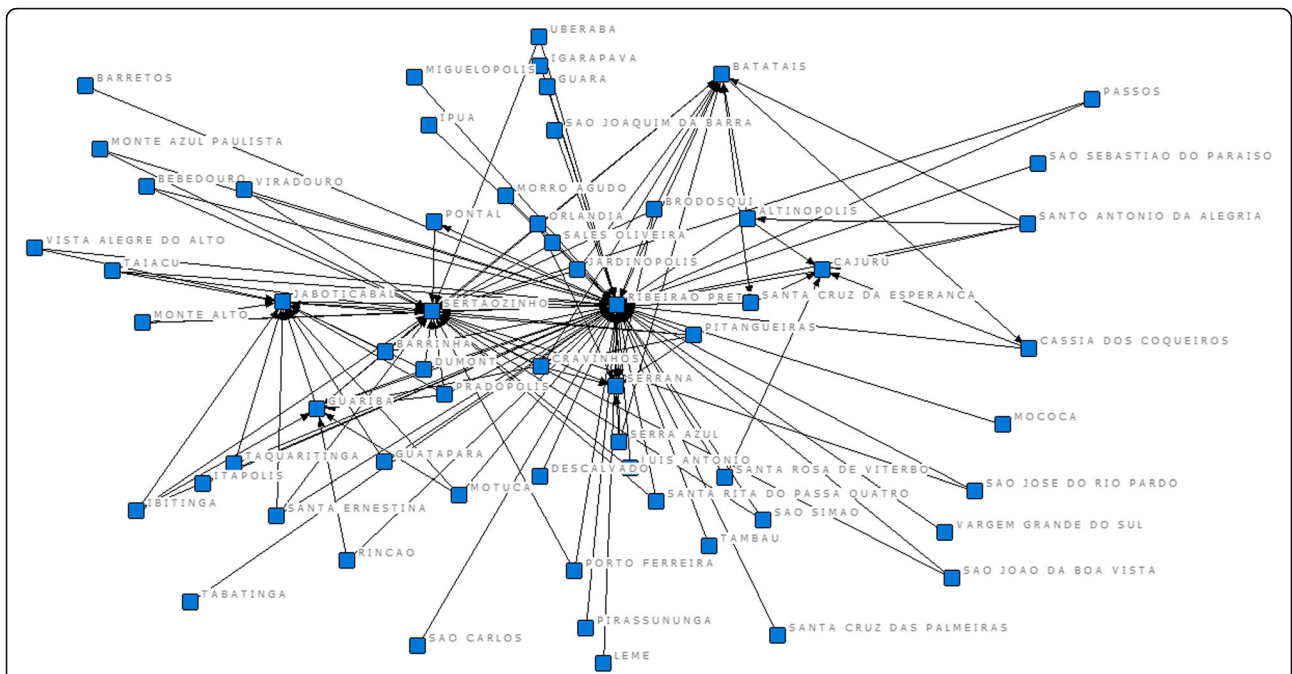 UBERABA
IGARAPAVA
MIGUELOPOLIS
BATATAIS
BARRETOS
GUARA
PASSOS
IPUA
SAO JOAQUIM DA BARRA
MONTE AZUL PAULISTA
SAO SEBASTIAO DO PARAISO
BEBEDOURO
VIRADOURO
MORRO AGUDO
BRODOSQUI
PONTAL
ORLANDIA
ALTINOPOLIS
SANTO ANTONIO DA ALEGRIA
SALES OLIVEIRA
VISTA ALEGRE DO ALTO
TAIACU
JARDINOPOLIS
CAJURU
JABOTICABAL
SERTAOZINHO
RIBEIRAO PRETO
SANTA CRUZ DA ESPERANCA
MONTE ALTO
PITANGUEIRAS
CASSIA DOS COQUEIROS
BARRINHA
DUMONT
CRAVINHOS
SERRANA
PRADOPOLIS
GUARIBA
MOCOCA
SERRA AZUL
TAQUARITINGA
GUATAPARA
LUIS ANTONIO
DESCALVADO
SANTA ROSA DE VITERBO
ITAPOLIS
SAO JOSE DO RIO PARDO
MOTUCA
SANTA RITA DO PASSA QUATRO
IBITINGA
SANTA ERNESTINA
SAO SIMAO
VARGEM GRANDE DO SUL
TAMBAU
RINCAO
PORTO FERREIRA
SAO JOAO DA BOA VISTA
TABATINGA
PIRASSUNUNGA
SANTA CRUZ DAS PALMEIRAS
SAO CARLOS
LEME